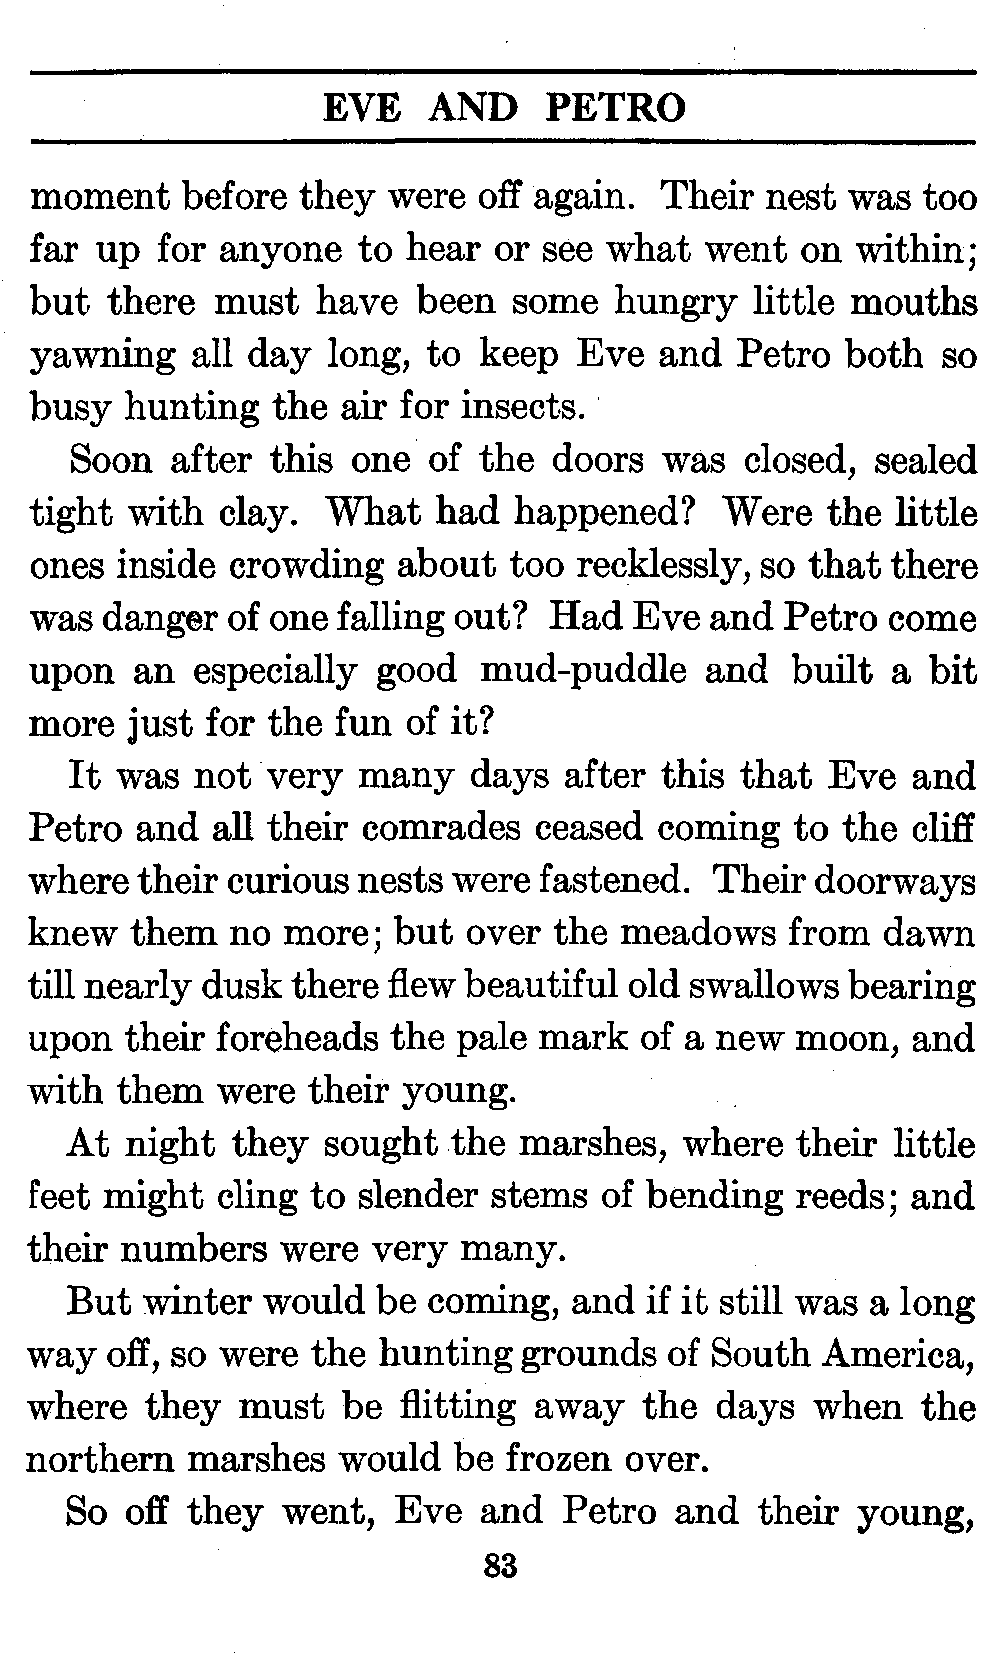 EVE AND PETRO
moment before they were off again. Their nest was too
far up for anyone to hear or see what went on within;
but there must have been some hungry little mouths
yawning all day long, to keep Eve and Petro both so
busy hunting the air for insects.
Soon after this one of the doors was closed, sealed
tight with clay. What had happened? Were the little
ones inside crowding about too recklessly, so that there
was danger of one falling out? Had Eve and Petro come
upon an especially good mud-puddle and built a bit
more just for the fun of it?
It was not very many days after this that Eve and
Petro and all their comrades ceased coming to the cliff
where their curious nests were fastened. Their doorways
knew them no more; but over the meadows from dawn
till nearly dusk there flew beautiful old swallows bearing
upon their foreheads the pale mark of a new moon, and
with them were their young.
At night they sought the marshes, where their little
feet might cling to slender stems of bending reeds; and
their numbers were very many.
But winter would be coming, and if it still was a long
way off, so were the hunting grounds of South America,
where they must be flitting away the days when the
northern marshes would be frozen over.
So off they went, Eve and Petro and their young,
83